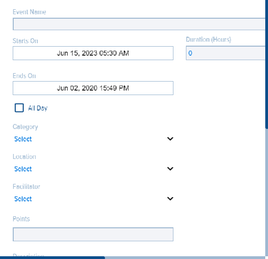 Event Name
Starts On
Duration (Hours)
Jun 15, 2023 05:30 AM
0
Ends On
Jun 02, 2020 15:49 PM
All Day
Category
Select
Location
Select
Facilitator
Select
Points